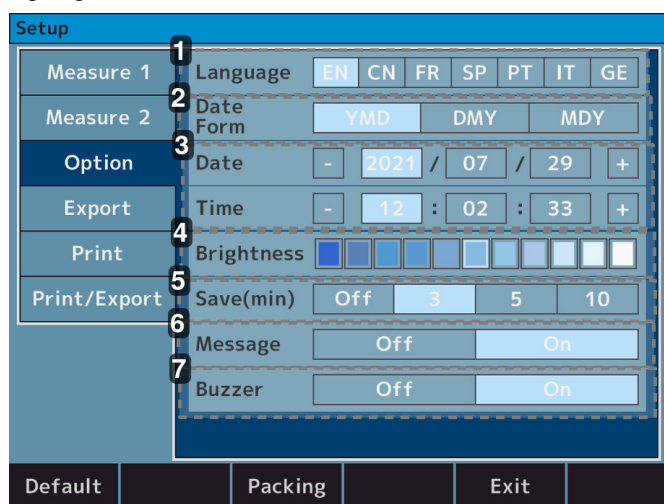 Setup
Measure 1
Measure 2
Option
Export
Print
Print/Export
1
Language EN CN FR SP PT IT GE
2
Date
Form YMD DMY MDY
3
Date - 2021 / 07 / 29 +
Time - 12 : 02 : 33 +
4
Brightness
5
Save(min) Off 3 5 10
6
Message Off On
7
Buzzer Off On
Default Packing Exit